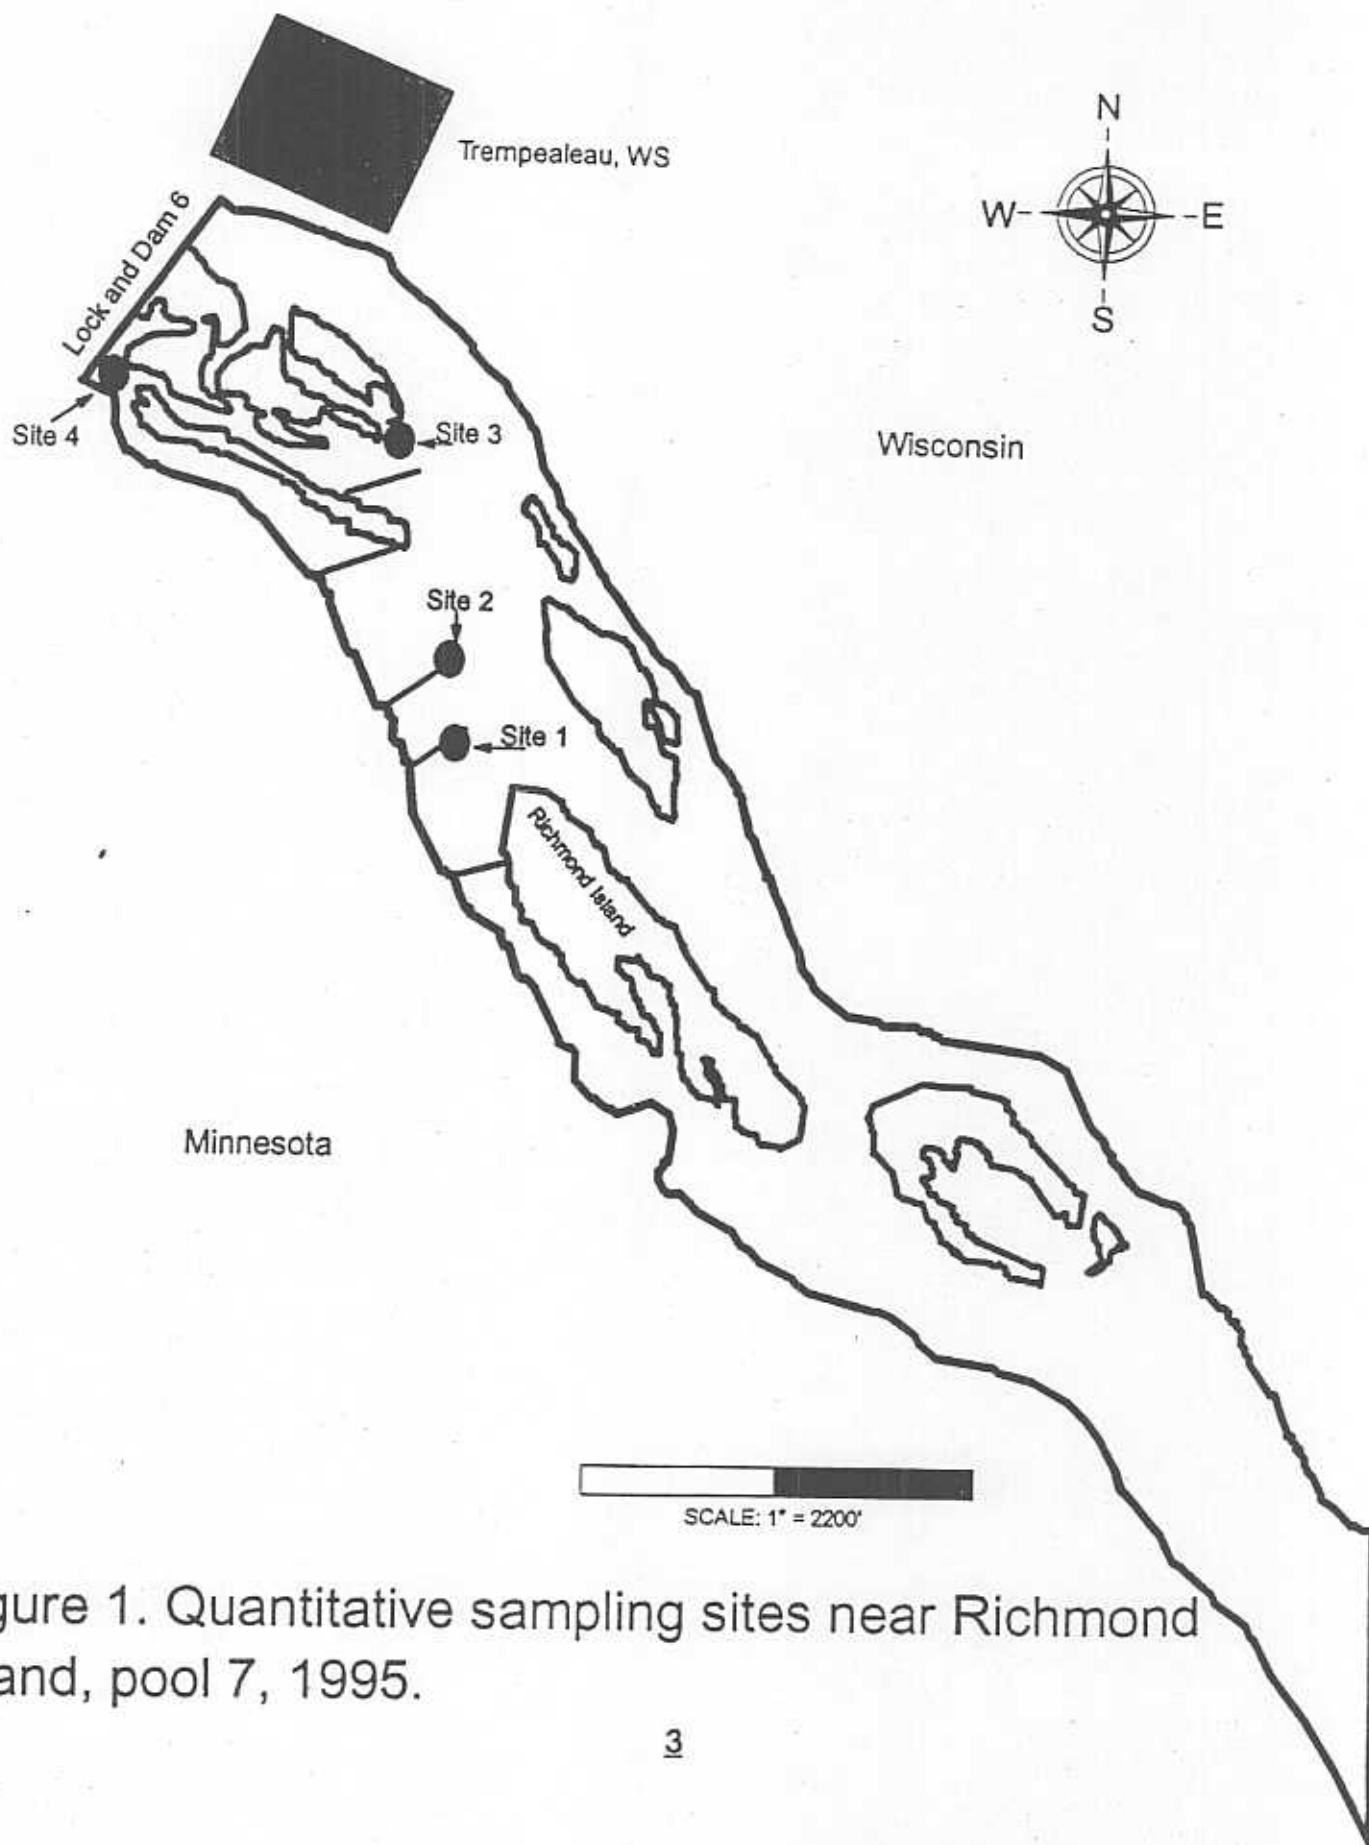 Trempealeau, WS
N
W
E
S
Lock and Dam 6
Site 4
Site 3
Wisconsin
Site 2
Site 1
Richmond Island
Minnesota
SCALE: 1" = 2200'
gure 1. Quantitative sampling sites near Richmond
and, pool 7, 1995.
3